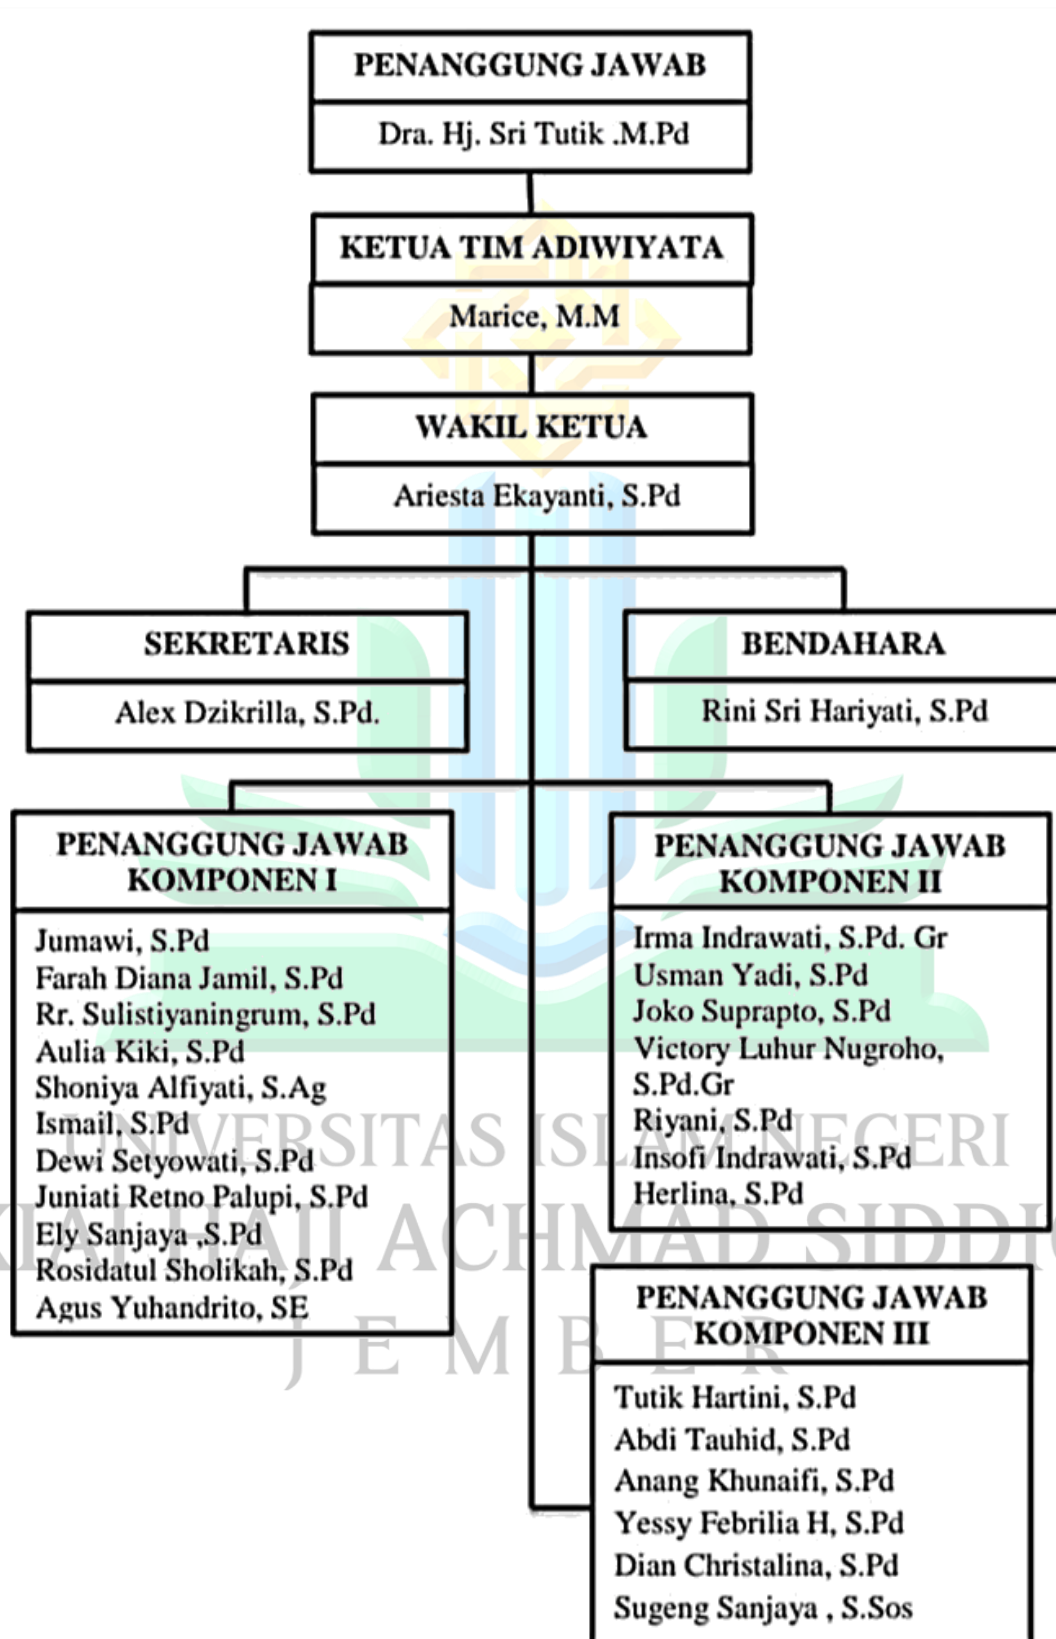 PENANGGUNG JAWAB
Dra. Hj. Sri Tutik .M.Pd
KETUA TIM ADIWIYATA
Marice, M.M
WAKIL KETUA
Ariesta Ekayanti, S.Pd
SEKRETARIS
Alex Dzikrilla, S.Pd.
BENDAHARA
Rini Sri Hariyati, S.Pd
PENANGGUNG JAWAB
KOMPONEN I
Jumawi, S.Pd
Farah Diana Jamil, S.Pd
Rr. Sulistiyaningrum, S.Pd
Aulia Kiki, S.Pd
Shoniya Alfiyati, S.Ag
Ismail, S.Pd
Dewi Setyowati, S.Pd
Juniati Retno Palupi, S.Pd
Ely Sanjaya ,S.Pd
Rosidatul Sholikah, S.Pd
Agus Yuhandrito, SE
PENANGGUNG JAWAB
KOMPONEN II
Irma Indrawati, S.Pd. Gr
Usman Yadi, S.Pd
Joko Suprapto, S.Pd
Victory Luhur Nugroho,
S.Pd.Gr
Riyani, S.Pd
Insofi Indrawati, S.Pd
Herlina, S.Pd
PENANGGUNG JAWAB
KOMPONEN III
Tutik Hartini, S.Pd
Abdi Tauhid, S.Pd
Anang Khunaifi, S.Pd
Yessy Febrilia H, S.Pd
Dian Christalina, S.Pd
Sugeng Sanjaya , S.Sos
UNIVERSITAS ISLAM NEGERI
KIAI HAJI ACHMAD
JEMBER